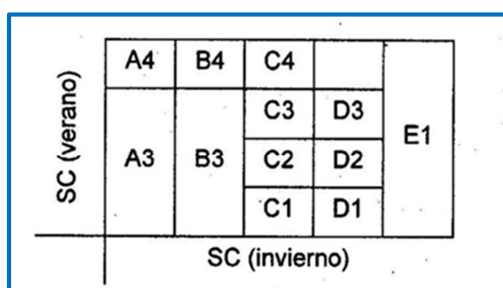 A4 B4 C4
C3 D3
E1
A3 B3 C2 D2
C1 D1
SC (verano)
SC (invierno)